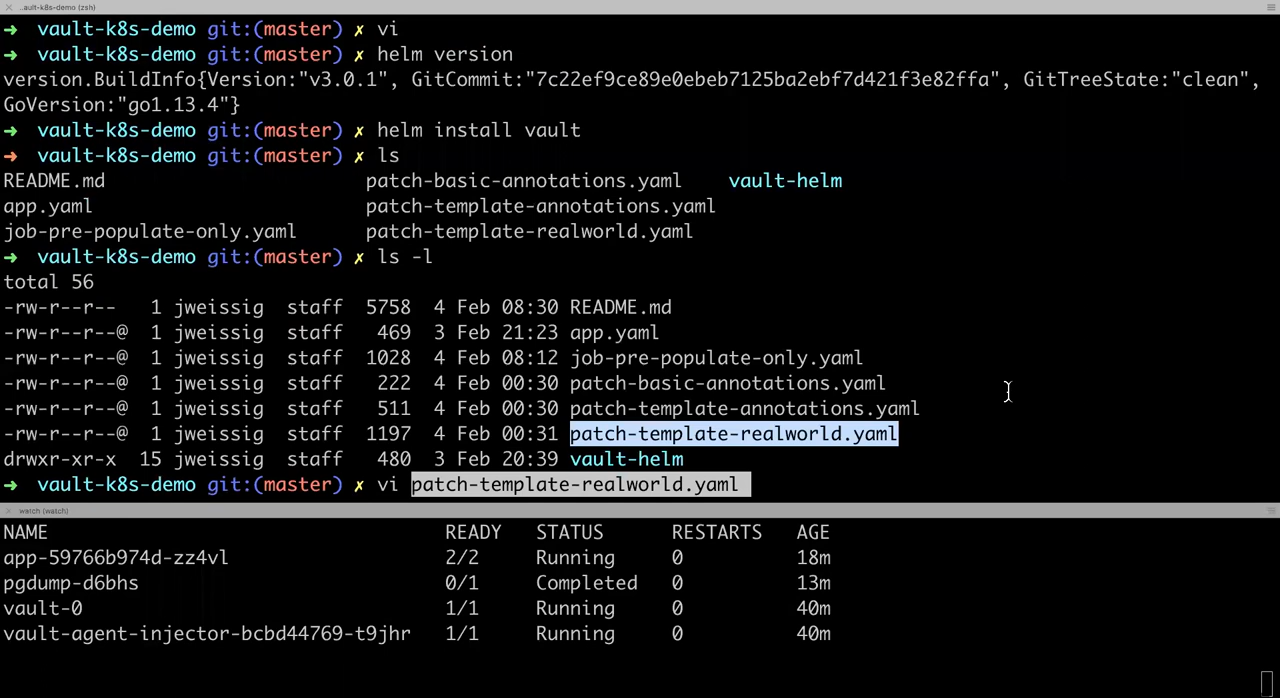 ..ault-k8s-demo (zsh)
➜ vault-k8s-demo git:(master) ✗ vi
➜ vault-k8s-demo git:(master) ✗ helm version
version.BuildInfo{Version:"v3.0.1", GitCommit:"7c22ef9ce89e0ebeb7125ba2ebf7d421f3e82ffa", GitTreeState:"clean",
GoVersion:"go1.13.4"}
➜ vault-k8s-demo git:(master) ✗ helm install vault
➜ vault-k8s-demo git:(master) ✗ ls
README.md patch-basic-annotations.yaml vault-helm
app.yaml patch-template-annotations.yaml
job-pre-populate-only.yaml patch-template-realworld.yaml
➜ vault-k8s-demo git:(master) ✗ ls -l
total 56
-rw-r--r-- 1 jweissig staff 5758 4 Feb 08:30 README.md
-rw-r--r--@ 1 jweissig staff 469 3 Feb 21:23 app.yaml
-rw-r--r--@ 1 jweissig staff 1028 4 Feb 08:12 job-pre-populate-only.yaml
-rw-r--r--@ 1 jweissig staff 222 4 Feb 00:30 patch-basic-annotations.yaml
-rw-r--r--@ 1 jweissig staff 511 4 Feb 00:30 patch-template-annotations.yaml
-rw-r--r--@ 1 jweissig staff 1197 4 Feb 00:31 patch-template-realworld.yaml
drwxr-xr-x 15 jweissig staff 480 3 Feb 20:39 vault-helm
➜ vault-k8s-demo git:(master) ✗ vi patch-template-realworld.yaml
watch (watch)
NAME READY STATUS RESTARTS AGE
app-59766b974d-zz4vl 2/2 Running 0 18m
pgdump-d6bhs 0/1 Completed 0 13m
vault-0 1/1 Running 0 40m
vault-agent-injector-bcbd44769-t9jhr 1/1 Running 0 40m